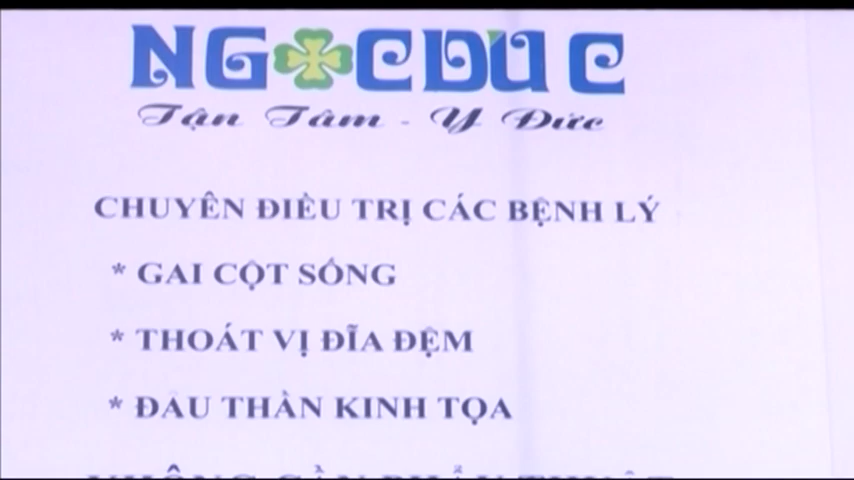 NGỌC ĐỨC
Tận Tâm - Y Đức
CHUYÊN ĐIỀU TRỊ CÁC BỆNH LÝ
* GAI CỘT SỐNG
* THOÁT VỊ ĐĨA ĐỆM
* ĐAU THẦN KINH TỌA